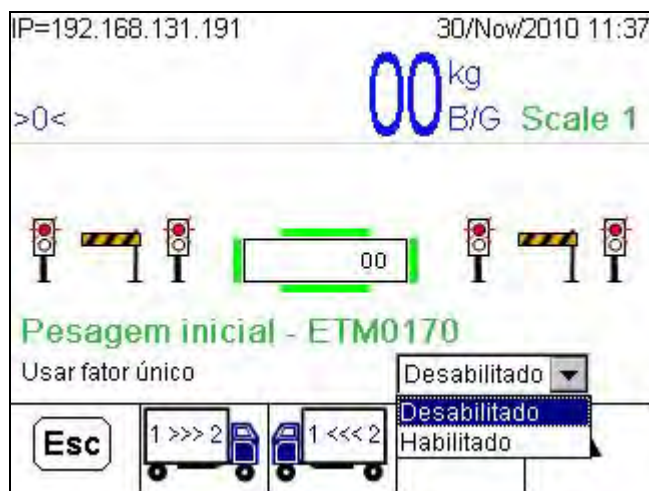 IP=192.168.131.191 30/Nov/2010 11:37
00 kg
>0< B/G Scale 1
00
Pesagem inicial - ETM0170
Usar fator único Desabilitado
Desabilitado
Habilitado
Esc 1 >>> 2 1 <<< 2